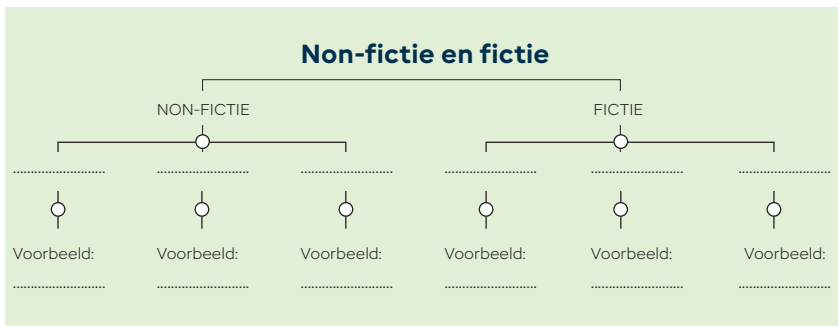 Non-fictie en fictie
NON-FICTIE FICTIE
.......................... .......................... .......................... .......................... .......................... ..........................
Voorbeeld: Voorbeeld: Voorbeeld: Voorbeeld: Voorbeeld: Voorbeeld:
.......................... .......................... .......................... .......................... .......................... ..........................